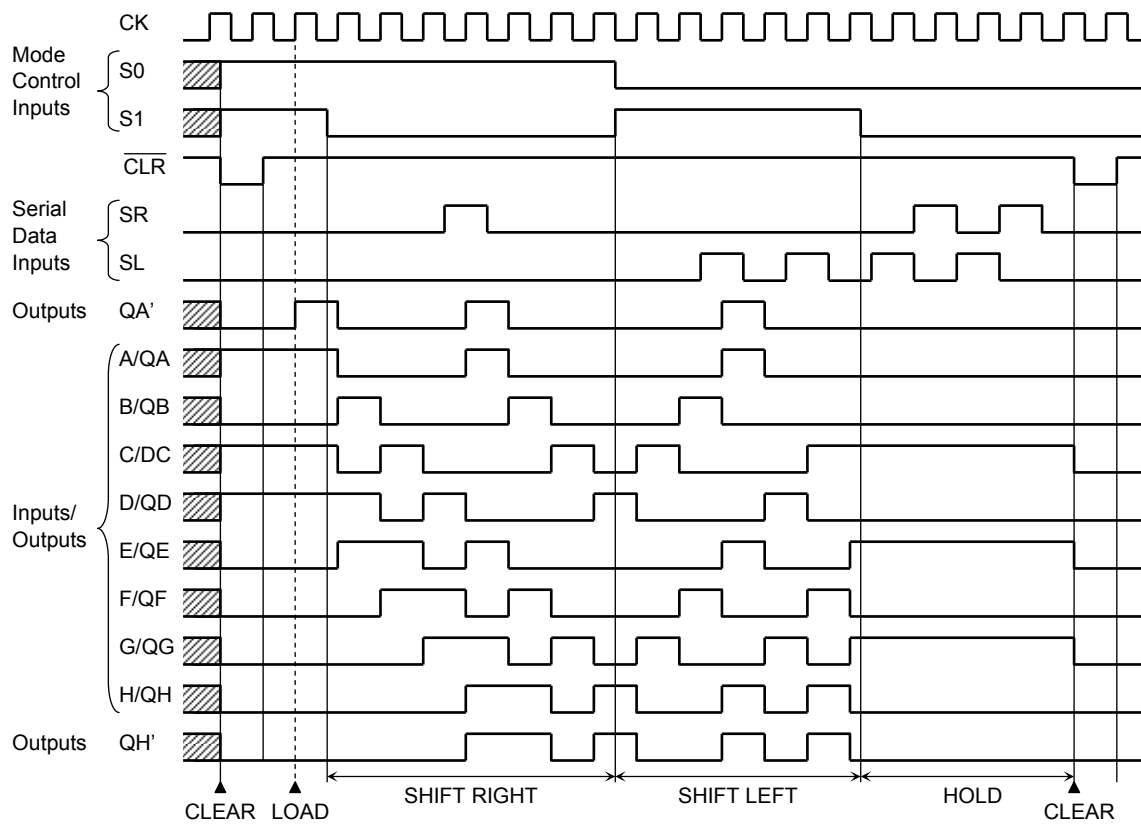 CK
Mode
Control
Inputs
S0
S1
CLR
Serial
Data
Inputs
SR
SL
Outputs QA’
Inputs/
Outputs
A/QA
B/QB
C/DC
D/QD
E/QE
F/QF
G/QG
H/QH
Outputs QH’
SHIFT RIGHT SHIFT LEFT HOLD
CLEAR LOAD CLEAR